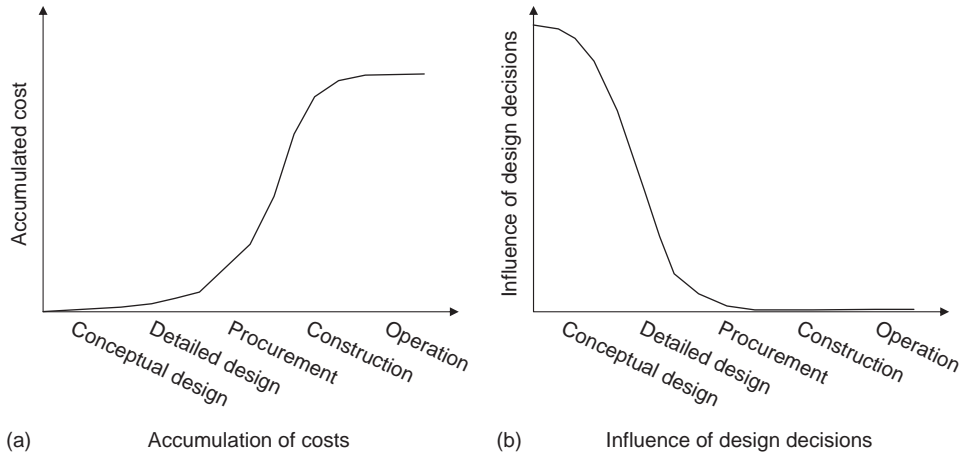 Accumulated cost
Conceptual design
Detailed design
Procurement
Construction
Operation
(a) Accumulation of costs
Influence of design decisions
Conceptual design
Detailed design
Procurement
Construction
Operation
(b) Influence of design decisions